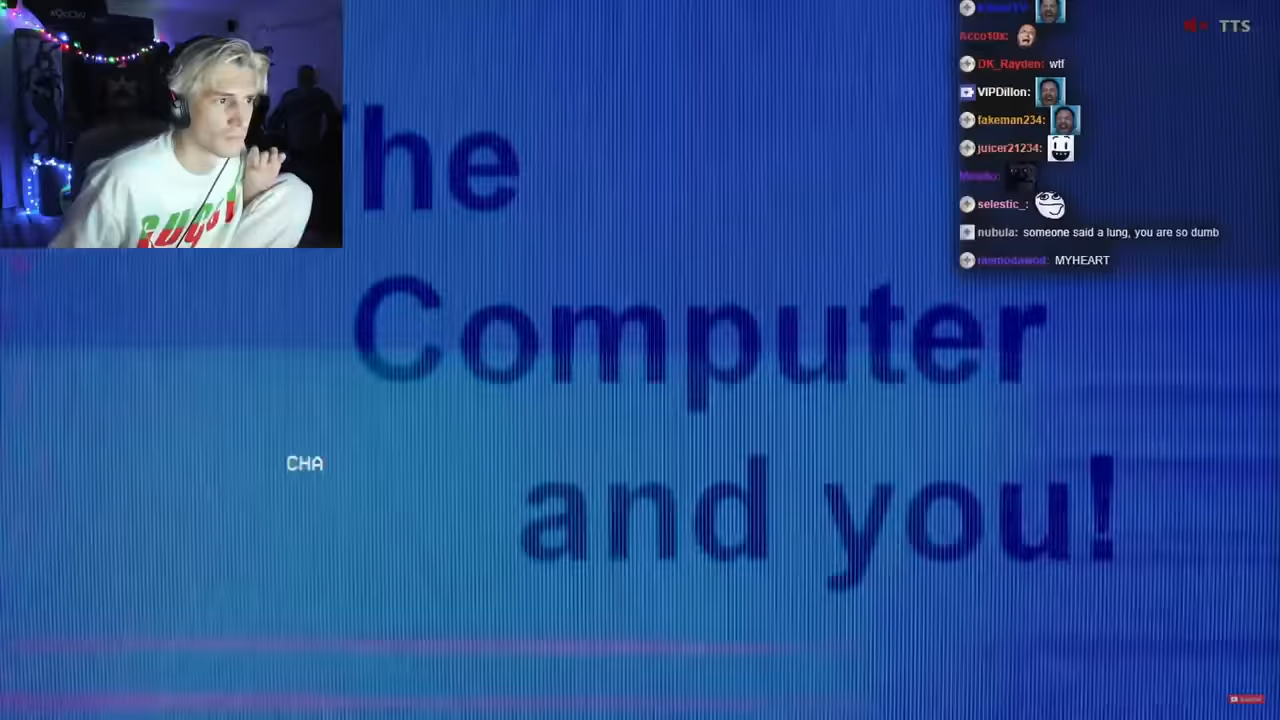 TTS
Acco10x:
DK_Rayden: wtf
VIPDillon:
fakeman234:
juicer21234:
selestic_:
nubula: someone said a lung, you are so dumb
MYHEART
he
Computer
and you!
CHA